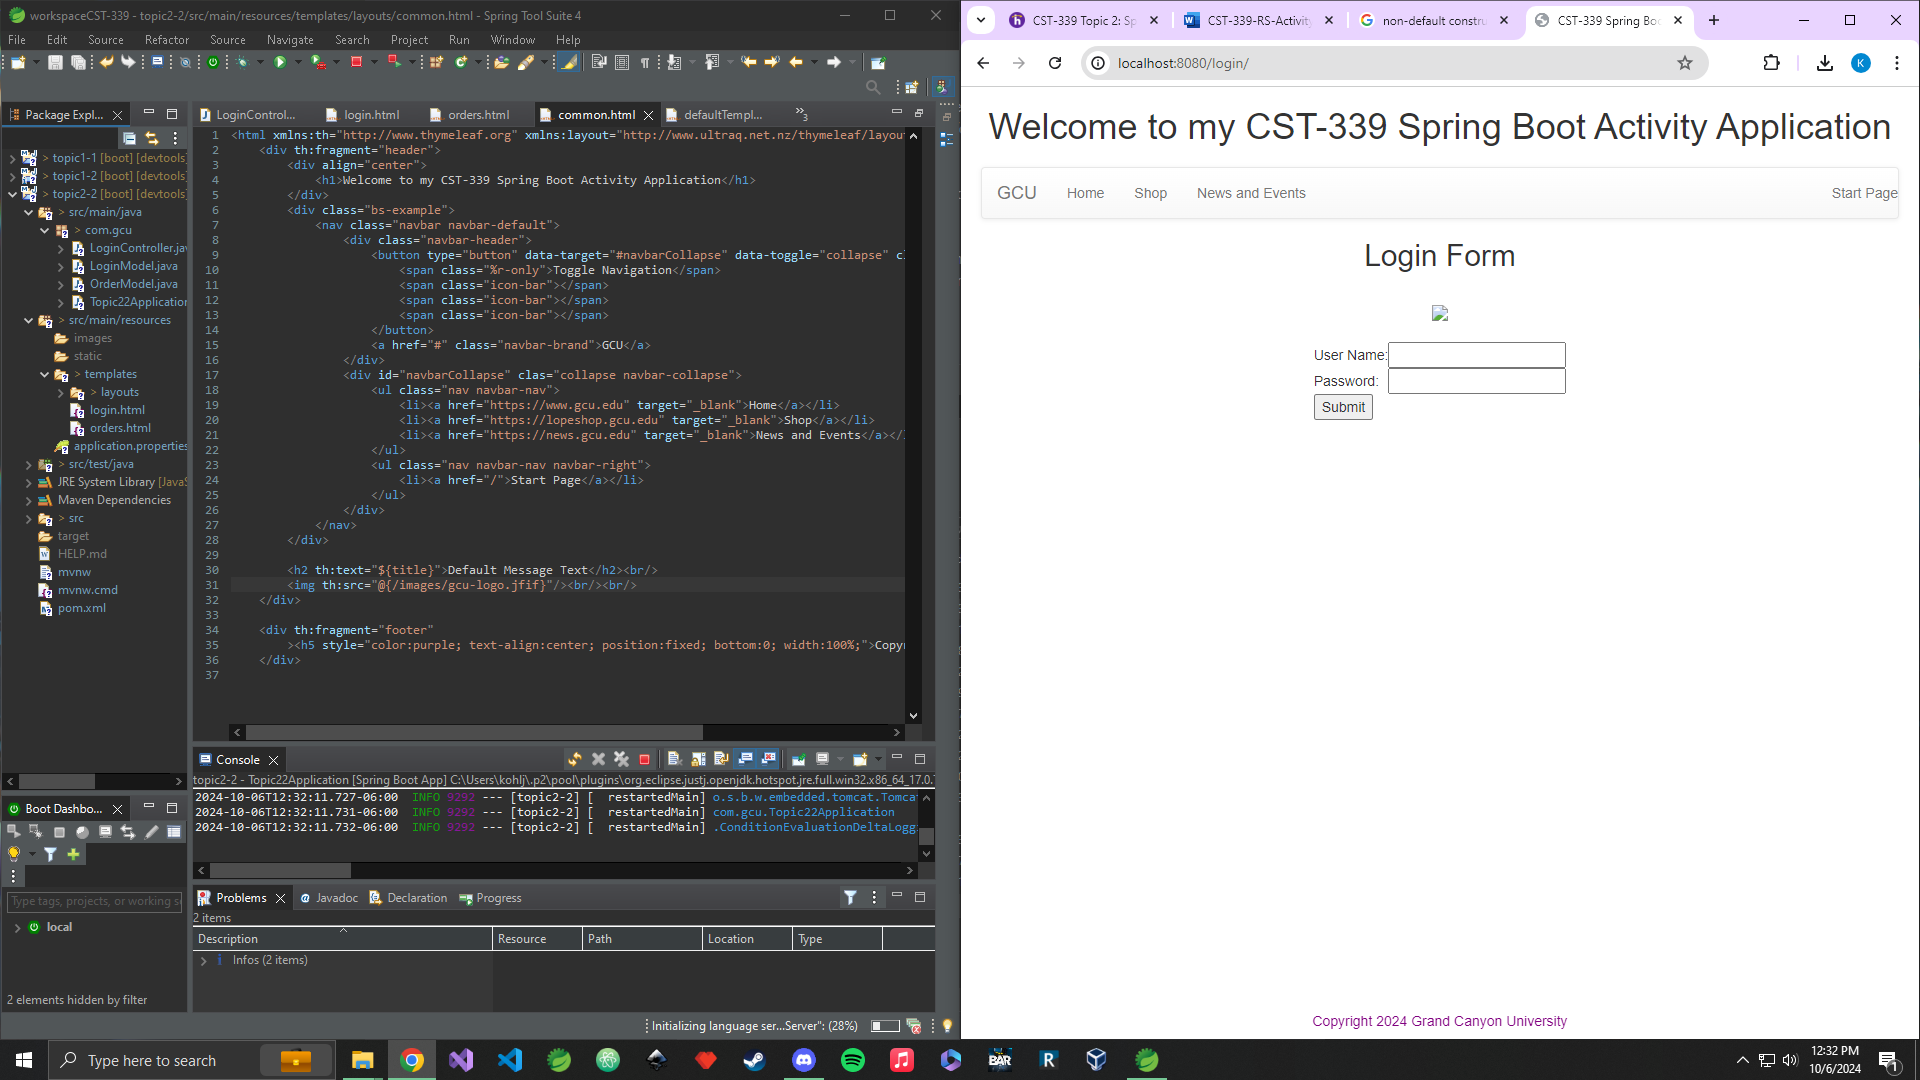 workspaceCST-339 - topic2-2/src/main/resources/templates/layouts/common.html - Spring Tool Suite 4
File Edit Source Refactor Source Navigate Search Project Run Window Help
Package Expl...
> topic1-1 [boot] [devtools]
> topic1-2 [boot] [devtools]
> topic2-2 [boot] [devtools]
> src/main/java
> com.gcu
LoginController.jav
LoginModel.java
OrderModel.java
Topic22Application
> src/main/resources
images
static
> templates
> layouts
login.html
orders.html
application.properties
> src/test/java
JRE System Library [JavaS
Maven Dependencies
> src
target
HELP.md
mvnw
mvnw.cmd
pom.xml
Boot Dashbo...
Type tags, projects, or working se
local
2 elements hidden by filter
LoginControl... login.html orders.html common.html defaultTempl... 3
1 <html xmlns:th="http://www.thymeleaf.org" xmlns:layout="http://www.ultraq.net.nz/thymeleaf/layou
2 <div th:fragment="header">
3 <div align="center">
4 <h1>Welcome to my CST-339 Spring Boot Activity Application</h1>
5 </div>
6 <div class="bs-example">
7 <nav class="navbar navbar-default">
8 <div class="navbar-header">
9 <button type="button" data-target="#navbarCollapse" data-toggle="collapse" cl
10 <span class="%r-only">Toggle Navigation</span>
11 <span class="icon-bar"></span>
12 <span class="icon-bar"></span>
13 <span class="icon-bar"></span>
14 </button>
15 <a href="#" class="navbar-brand">GCU</a>
16 </div>
17 <div id="navbarCollapse" clas="collapse navbar-collapse">
18 <ul class="nav navbar-nav">
19 <li><a href="https://www.gcu.edu" target="_blank">Home</a></li>
20 <li><a href="https://lopeshop.gcu.edu" target="_blank">Shop</a></li>
21 <li><a href="https://news.gcu.edu" target="_blank">News and Events</a></l
22 </ul>
23 <ul class="nav navbar-nav navbar-right">
24 <li><a href="/">Start Page</a></li>
25 </ul>
26 </div>
27 </nav>
28 </div>
29
30 <h2 th:text="${title}">Default Message Text</h2><br/>
31 <img th:src="@{/images/gcu-logo.jfif}"/><br/><br/>
32 </div>
33
34 <div th:fragment="footer"
35 ><h5 style="color:purple; text-align:center; position:fixed; bottom:0; width:100%;">Copyr
36 </div>
37
Console
topic2-2 - Topic22Application [Spring Boot App] C:\Users\kohlj\.p2\pool\plugins\org.eclipse.justj.openjdk.hotspot.jre.full.win32.x86_64_17.0.
2024-10-06T12:32:11.727-06:00 INFO 9292 --- [topic2-2] [ restartedMain] o.s.b.w.embedded.tomcat.Tomca
2024-10-06T12:32:11.731-06:00 INFO 9292 --- [topic2-2] [ restartedMain] com.gcu.Topic22Application
2024-10-06T12:32:11.732-06:00 INFO 9292 --- [topic2-2] [ restartedMain] .ConditionEvaluationDeltaLogg
Problems Javadoc Declaration Progress
2 items
Description Resource Path Location Type
Infos (2 items)
Initializing language ser...Server": (28%)
CST-339 Topic 2: Sp CST-339-RS-Activity non-default constru CST-339 Spring Boo
localhost:8080/login/
K
Welcome to my CST-339 Spring Boot Activity Application
GCU Home Shop News and Events Start Page
Login Form
User Name:
Password:
Submit
Copyright 2024 Grand Canyon University
Type here to search
BAR
R
12:32 PM
10/6/2024
1